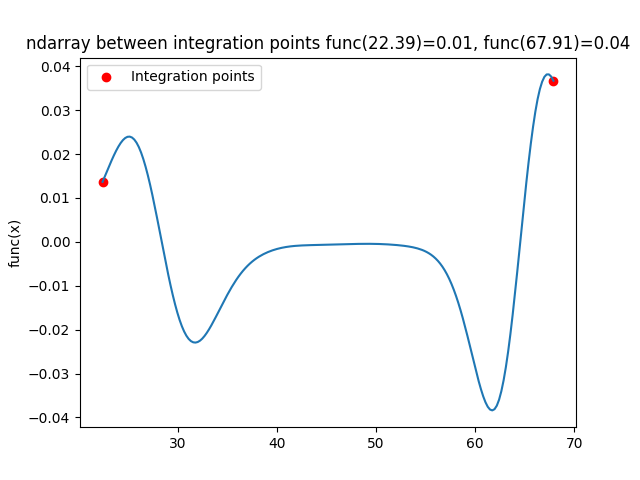 ndarray between integration points func(22.39)=0.01, func(67.91)=0.04
Integration points
func(x)
0.04
0.03
0.02
0.01
0.00
−0.01
−0.02
−0.03
−0.04
30 40 50 60 70